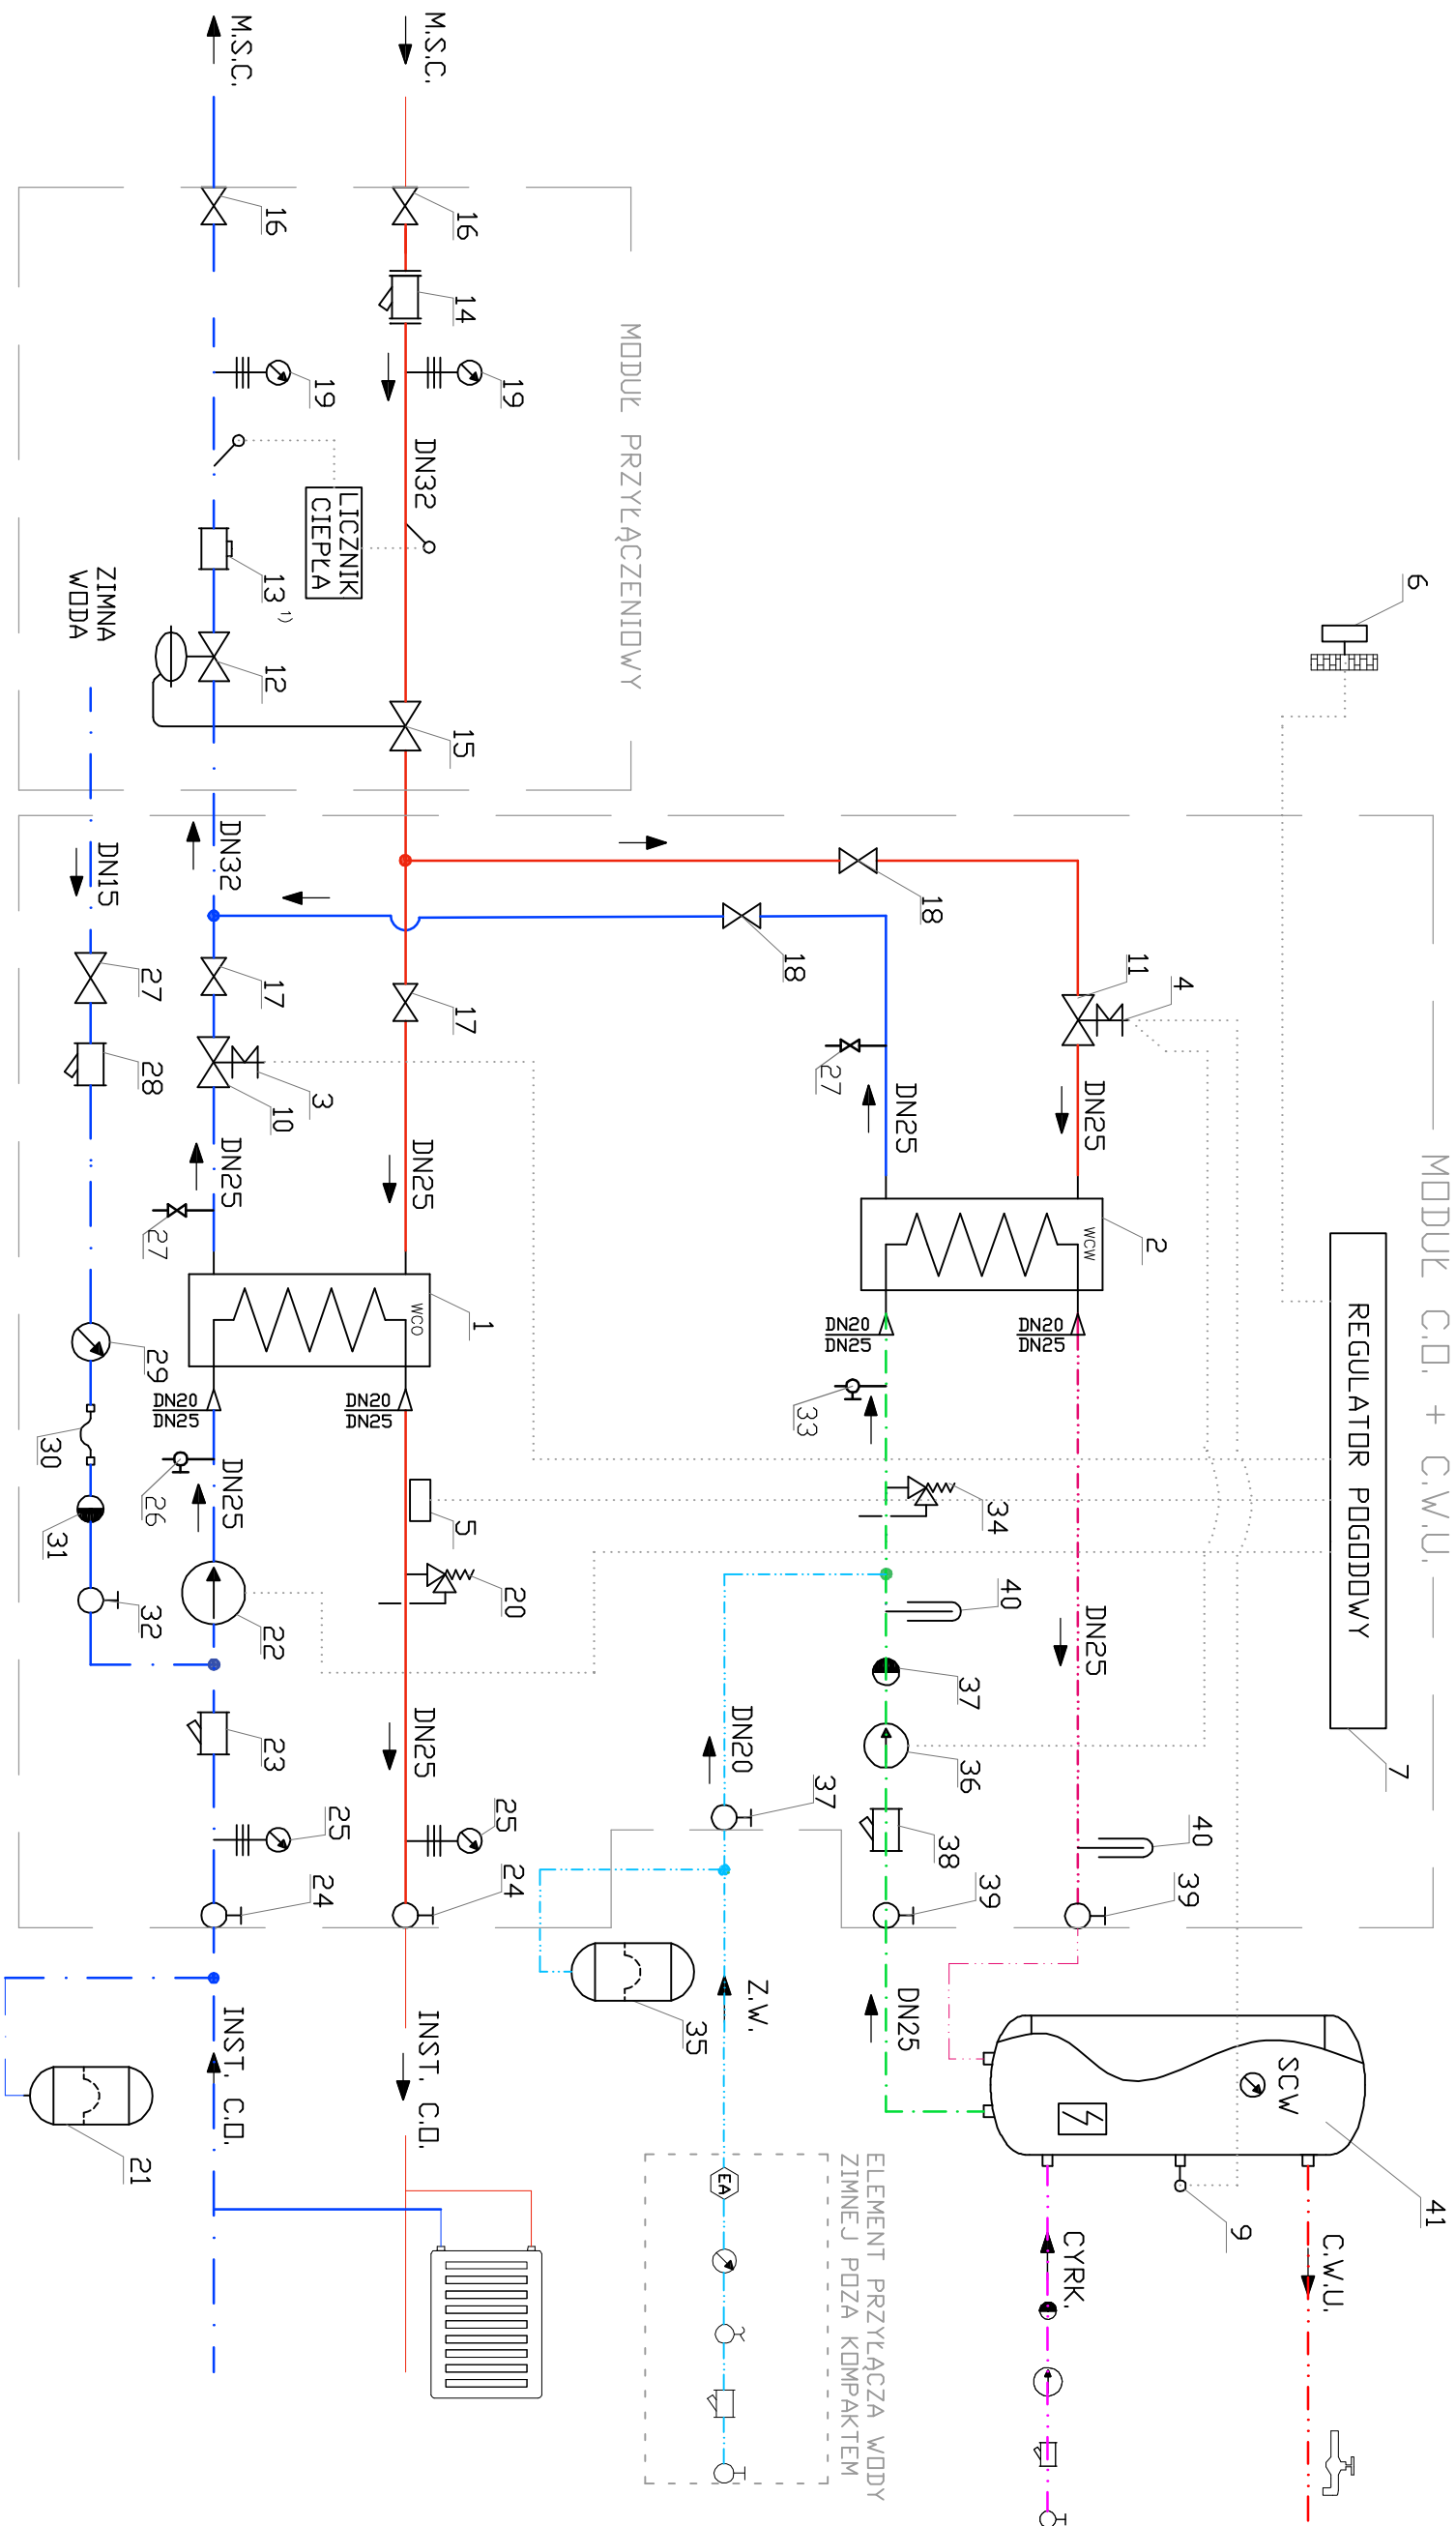 MODUŁ C.O. + C.W.U.
6
REGULATOR POGODOWY
7
41
C.W.U.
SCW
9
11
4
2
WCW
DN25
DN20
DN25
DN25
40
39
CYRK.
18
18
27
DN25
DN20
DN25
33
34
40
37
36
38
39
DN25
ELEMENT PRZYŁĄCZA WODY
ZIMNEJ POZA KOMPAKTEM
37
DN20
Z.W.
EA
35
MODUŁ PRZYŁĄCZENIOWY
M.S.C.
16
14
19
DN32
15
17
DN25
1
WCO
DN20
DN25
5
20
DN25
25
24
INST. C.O.
LICZNIK
CIEPŁA
M.S.C.
16
19
13 1)
12
DN32
17
3
10
DN25
27
DN20
DN25
26
DN25
22
23
25
24
INST. C.O.
21
ZIMNA
WODA
DN15
27
28
29
30
31
32